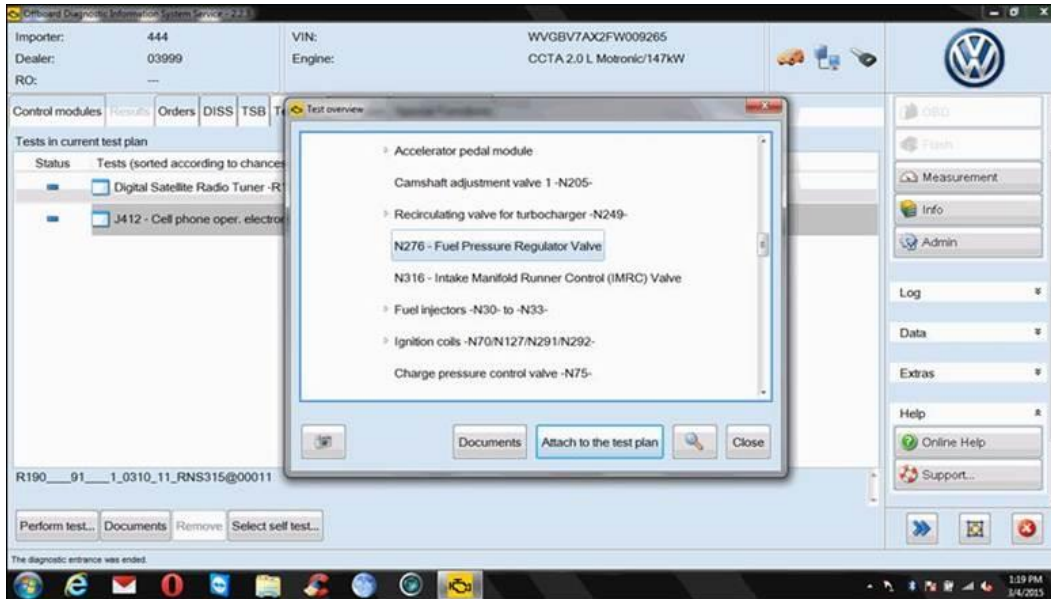 Offboard Diagnostic Information System Service - 2.2.3
Importer: 444 VIN: WVGBV7AX2FW009265
Dealer: 03999 Engine: CCTA 2.0 L Motronic/147kW
RO: ---
Control modules Results Orders DISS TSB
Test overview
OBD
Flash
Measurement
Info
Admin
Log
Data
Extras
Help
Online Help
Support...
Tests in current test plan
Status Tests (sorted according to chances
Digital Satellite Radio Tuner -R1
J412 - Cell phone oper. electron
Accelerator pedal module
Camshaft adjustment valve 1 -N205-
Recirculating valve for turbocharger -N249-
N276 - Fuel Pressure Regulator Valve
N316 - Intake Manifold Runner Control (IMRC) Valve
Fuel injectors -N30- to -N33-
Ignition coils -N70/N127/N291/N292-
Charge pressure control valve -N75-
Documents Attach to the test plan Close
R190___91___1_0310_11_RNS315@00011
Perform test... Documents Remove Select self test...
The diagnostic entrance was ended.
1:19 PM
3/4/2015